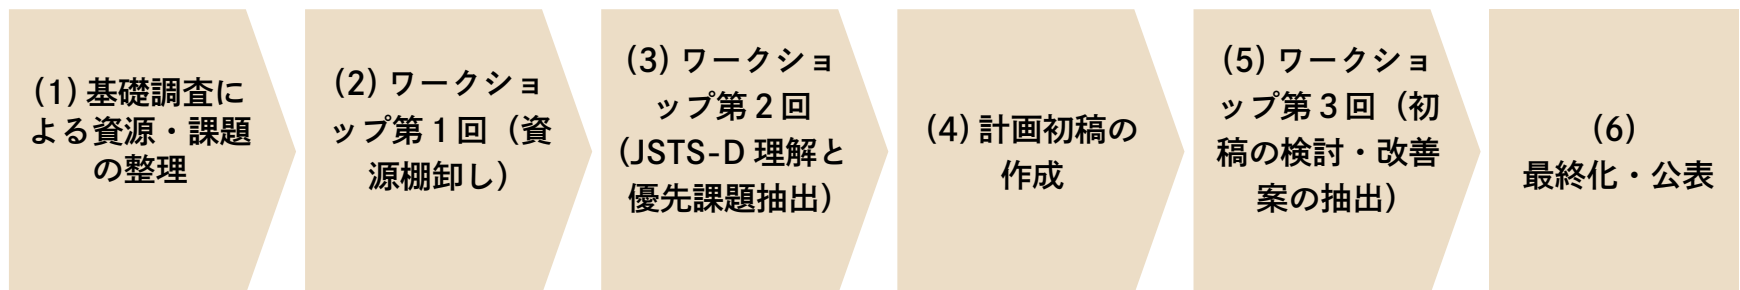 (1) 基礎調査に
よる資源・課題
の整理
(2) ワークショ
ップ第１回（資
源棚卸し）
(3) ワークショ
ップ第２回
(JSTS-D 理解と
優先課題抽出)
(4) 計画初稿の
作成
(5) ワークショ
ップ第３回（初
稿の検討・改善
案の抽出）
(6)
最終化・公表